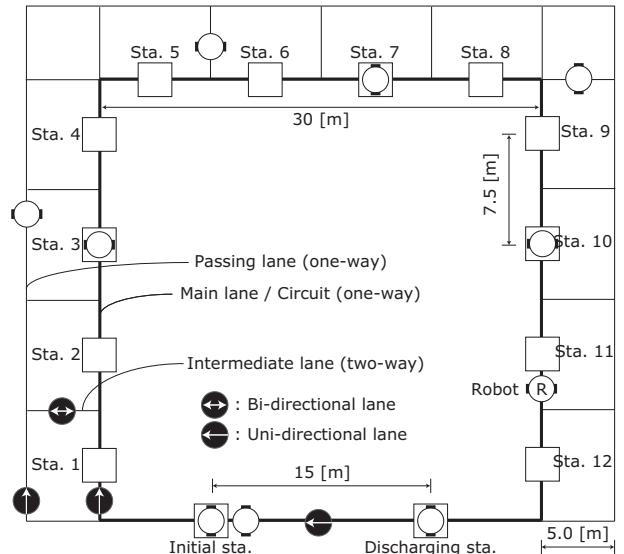 Sta. 5
Sta. 6
Sta. 7
Sta. 8
30 [m]
Sta. 4
Sta. 9
7.5 [m]
Sta. 3
Sta. 10
Passing lane (one-way)
Main lane / Circuit (one-way)
Sta. 2
Sta. 11
Intermediate lane (two-way)
Robot
R
: Bi-directional lane
: Uni-directional lane
Sta. 1
Sta. 12
15 [m]
Initial sta.
Discharging sta.
5.0 [m]